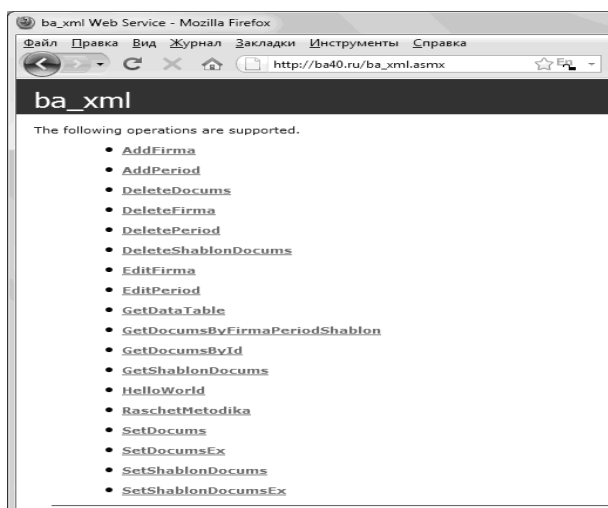 ba_xml Web Service - Mozilla Firefox
Файл Правка Вид Журнал Закладки Инструменты Справка
http://ba40.ru/ba_xml.asmx
ba_xml
The following operations are supported.
• AddFirma
• AddPeriod
• DeleteDocums
• DeleteFirma
• DeletePeriod
• DeleteShablonDocums
• EditFirma
• EditPeriod
• GetDataTable
• GetDocumsByFirmaPeriodShablon
• GetDocumsById
• GetShablonDocums
• HelloWorld
• RaschetMetodika
• SetDocums
• SetDocumsEx
• SetShablonDocums
• SetShablonDocumsEx